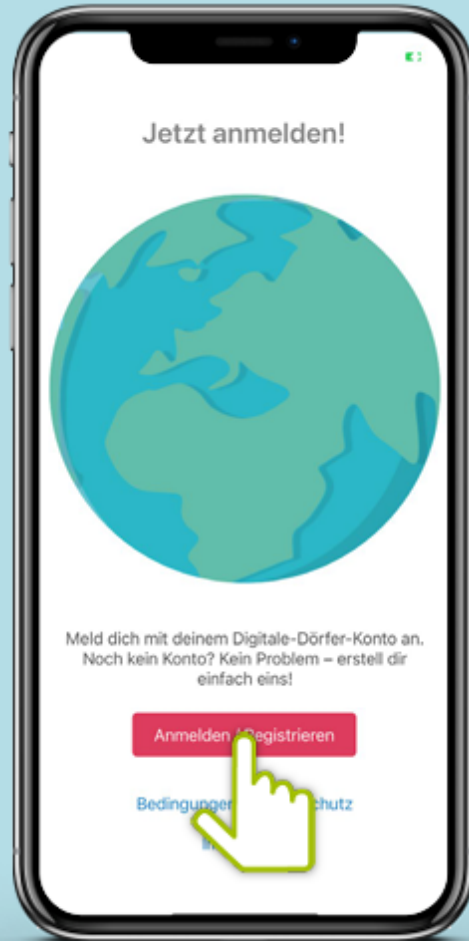 Jetzt anmelden!
Meld dich mit deinem Digitale-Dörfer-Konto an.
Noch kein Konto? Kein Problem – erstell dir
einfach eins!
Anmelden / Registrieren